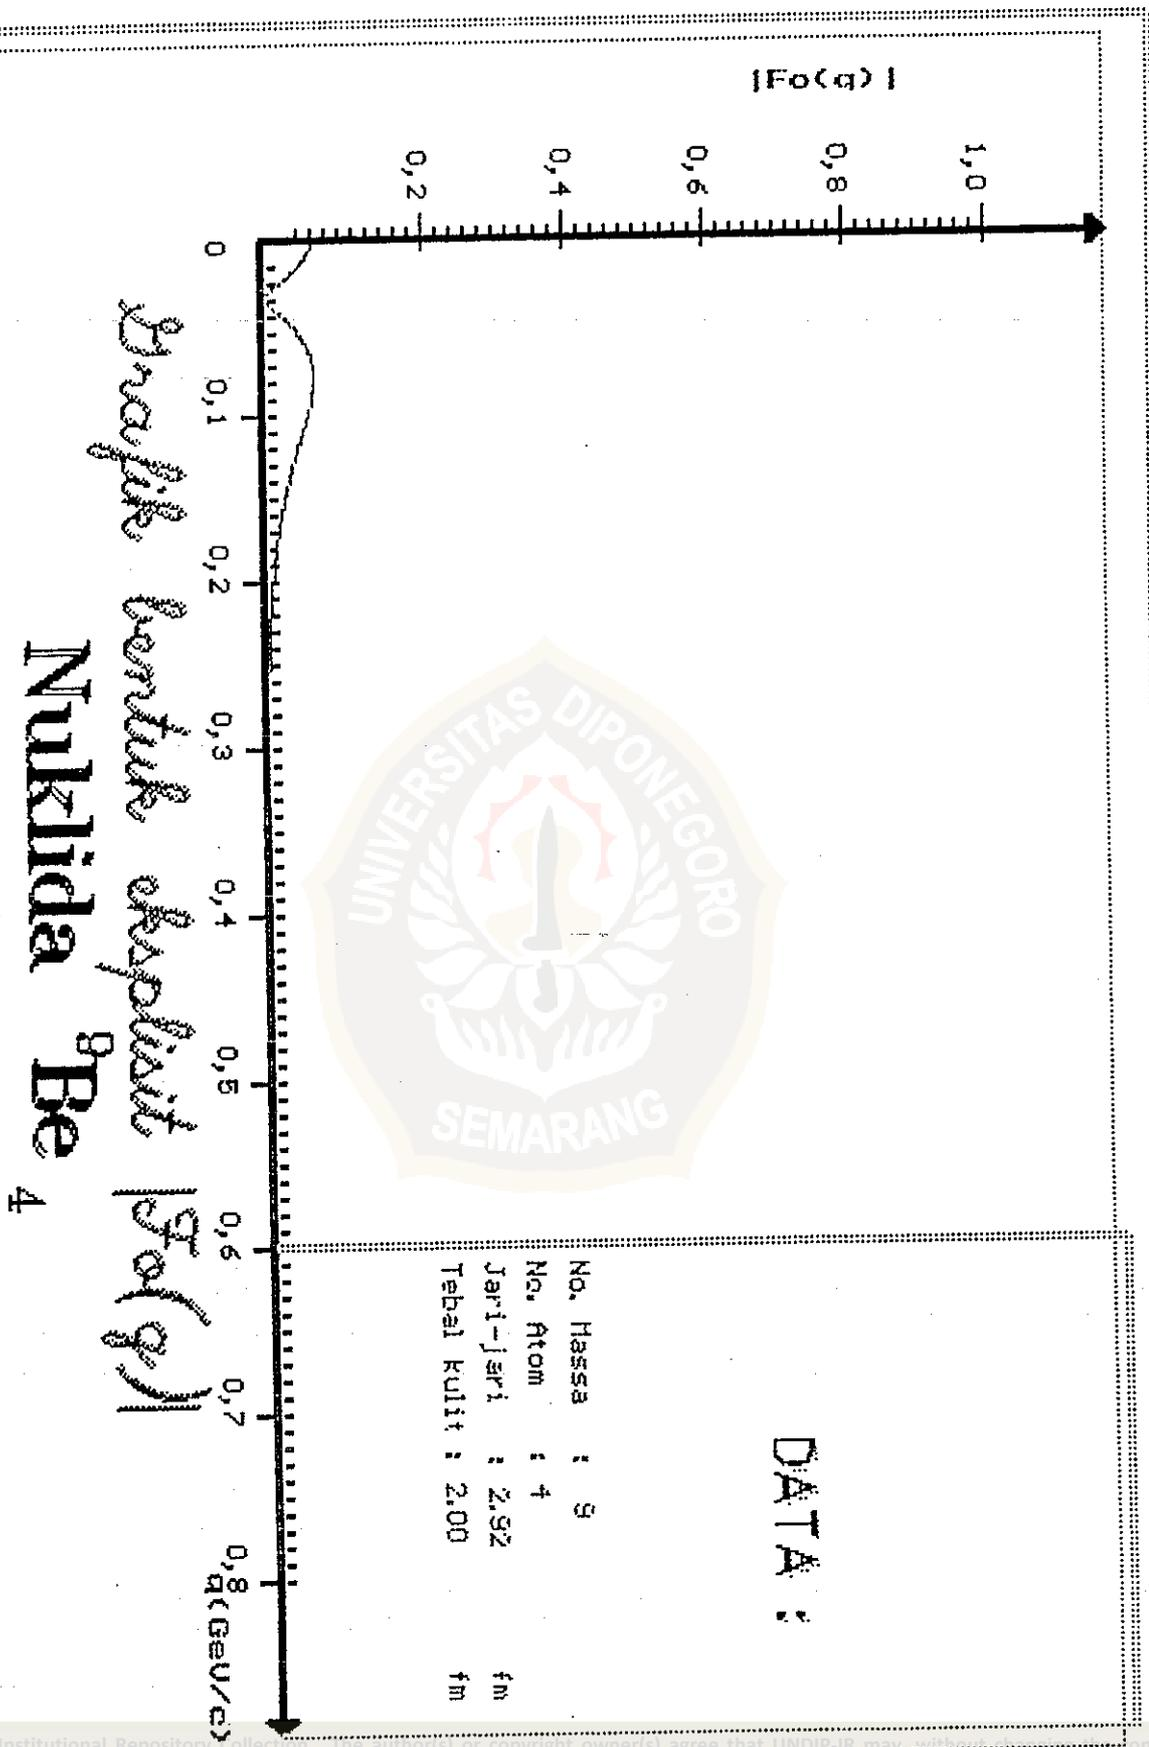 |Fo(q)|
1,0
0,8
0,6
0,4
0,2
0
0,1
0,2
0,3
0,4
0,5
0,6
0,7
0,8
q(GeV/c)
DATA :
No. Massa : 9
No. Atom : 4
Jari-jari : 2.92 fm
Tebal Kulit : 2.00 fm
Grafik bentuk eksplisit |Fo(q)|
Nuklida 9Be4
UNIVERSITAS DIPONEGORO
SEMARANG